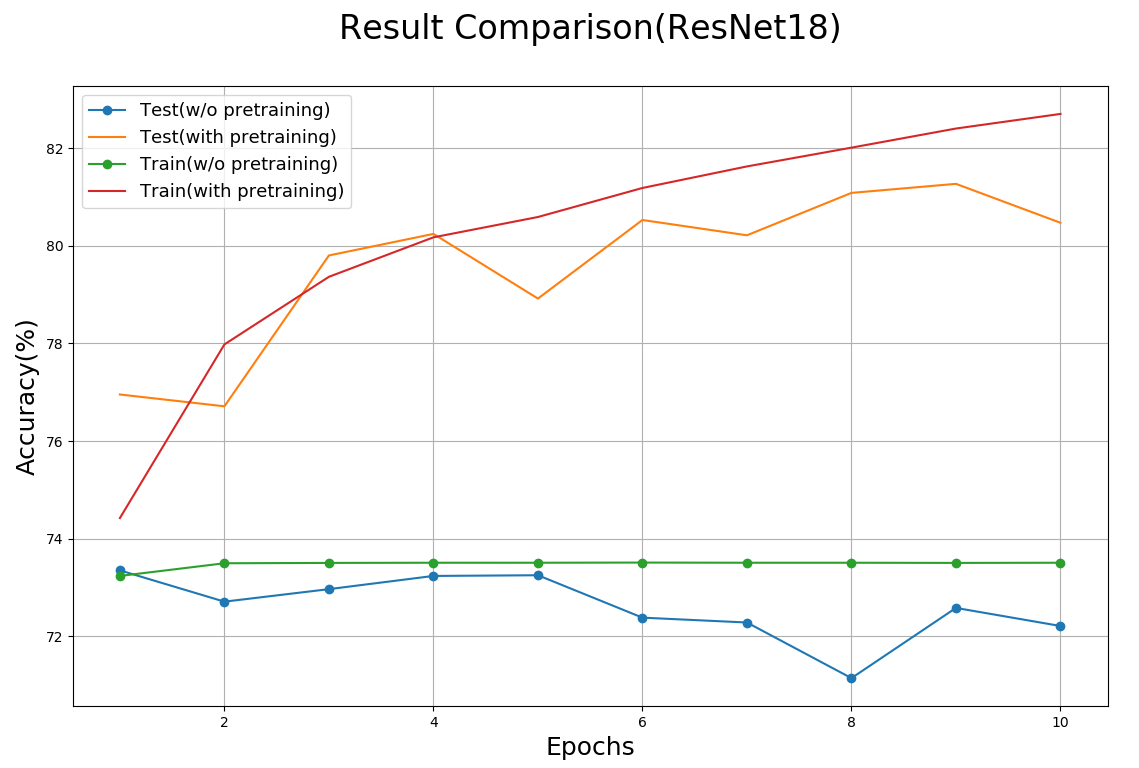 Result Comparison(ResNet18)
Test(w/o pretraining)
Test(with pretraining)
Train(w/o pretraining)
Train(with pretraining)
82
80
78
76
74
72
Accuracy(%)
2 4 6 8 10
Epochs